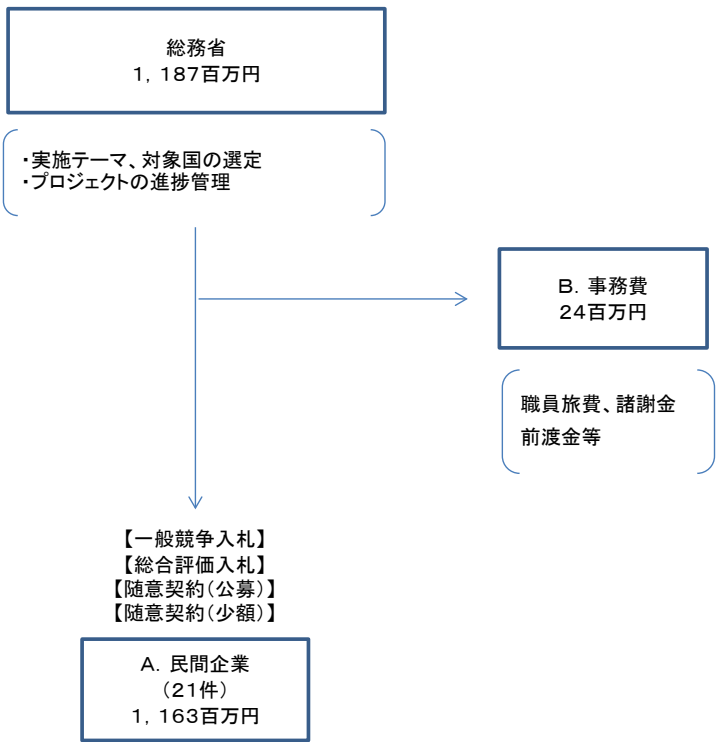 総務省
1，187百万円
・実施テーマ、対象国の選定
・プロジェクトの進捗管理
B．事務費
24百万円
職員旅費、諸謝金
前渡金等
【一般競争入札】
【総合評価入札】
【随意契約（公募）】
【随意契約（少額）】
A．民間企業
（21件）
1，163百万円